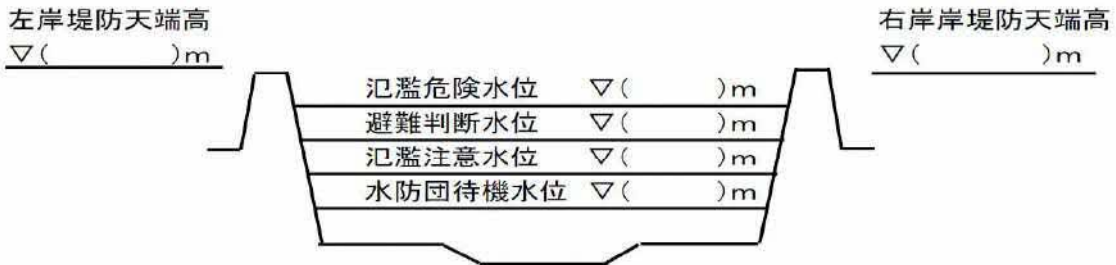 左岸堤防天端高
▽(　　　　)m
右岸岸堤防天端高
▽(　　　　)m
氾濫危険水位　▽(　　　)m
避難判断水位　▽(　　　)m
氾濫注意水位　▽(　　　)m
水防団待機水位　▽(　　　)m